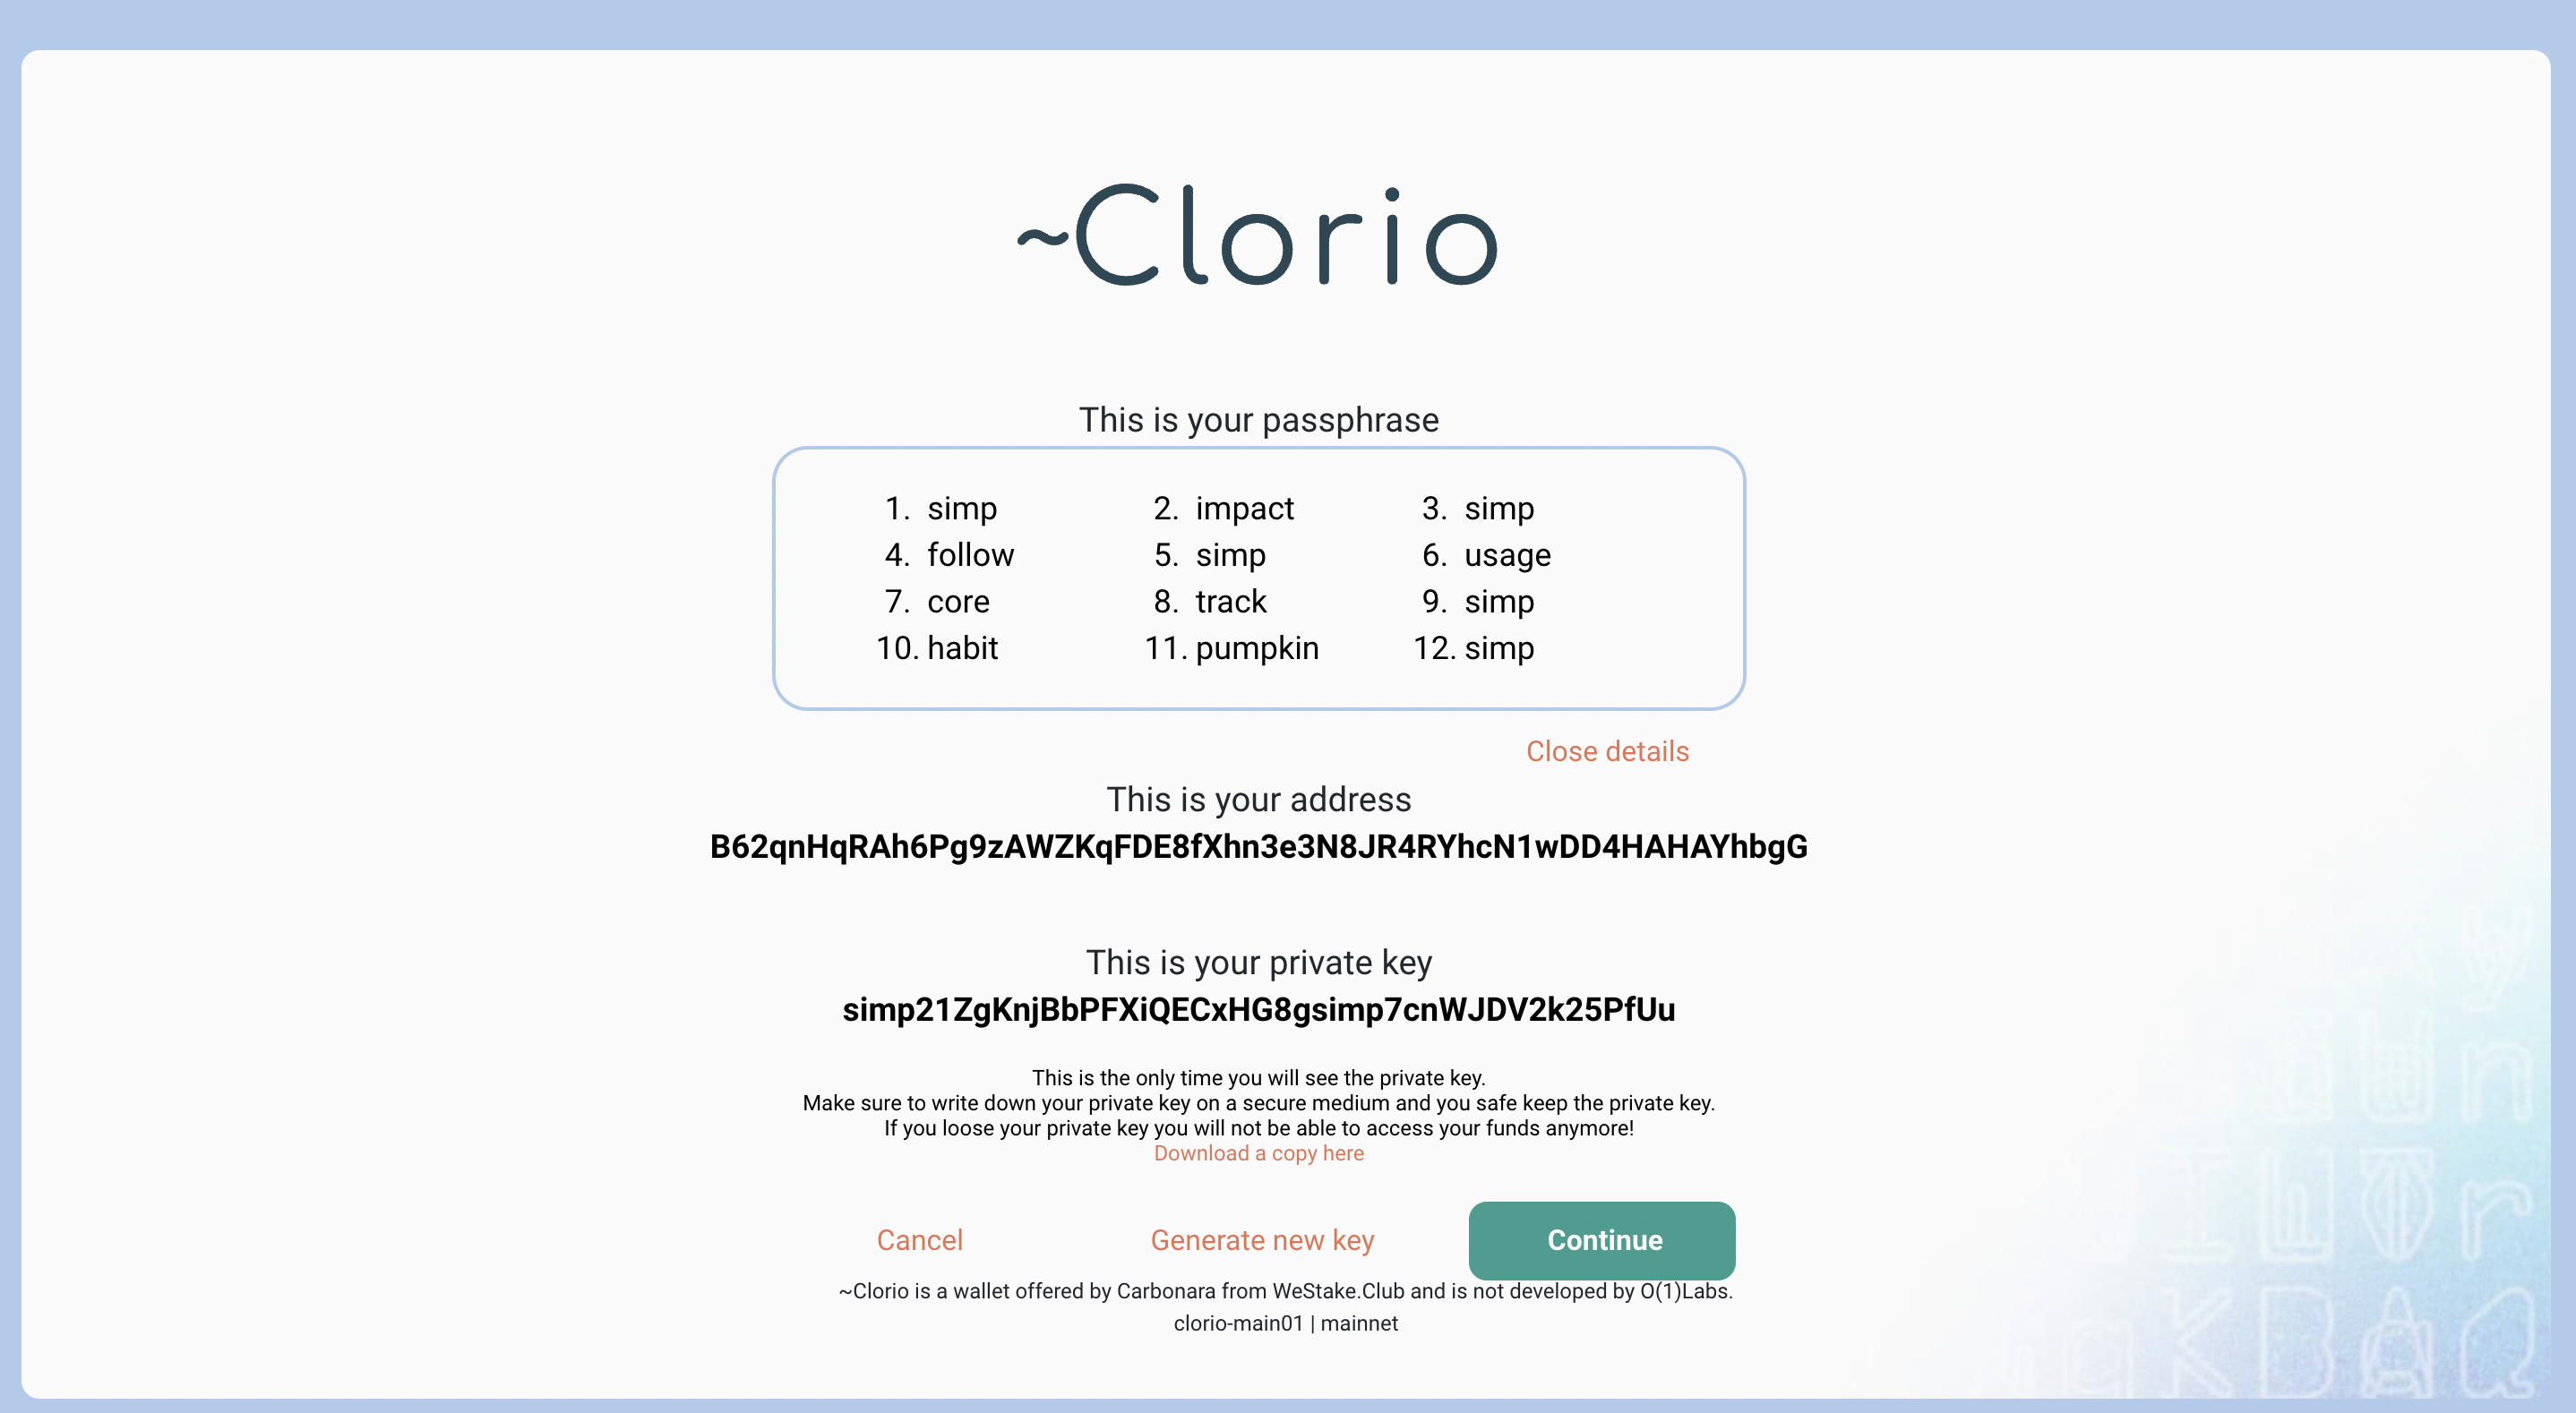 ~Clorio
This is your passphrase
1. simp 2. impact 3. simp
4. follow 5. simp 6. usage
7. core 8. track 9. simp
10. habit 11. pumpkin 12. simp
Close details
This is your address
B62qnHqRAh6Pg9zAWZKqFDE8fXhn3e3N8JR4RYhcN1wDD4HAHAYhbgG
This is your private key
simp21ZgKnjBbPFXiQECxHG8gsimp7cnWJDV2k25PfUu
This is the only time you will see the private key.
Make sure to write down your private key on a secure medium and you safe keep the private key.
If you loose your private key you will not be able to access your funds anymore!
Download a copy here
Cancel Generate new key Continue
~Clorio is a wallet offered by Carbonara from WeStake.Club and is not developed by O(1)Labs.
clorio-main01 | mainnet